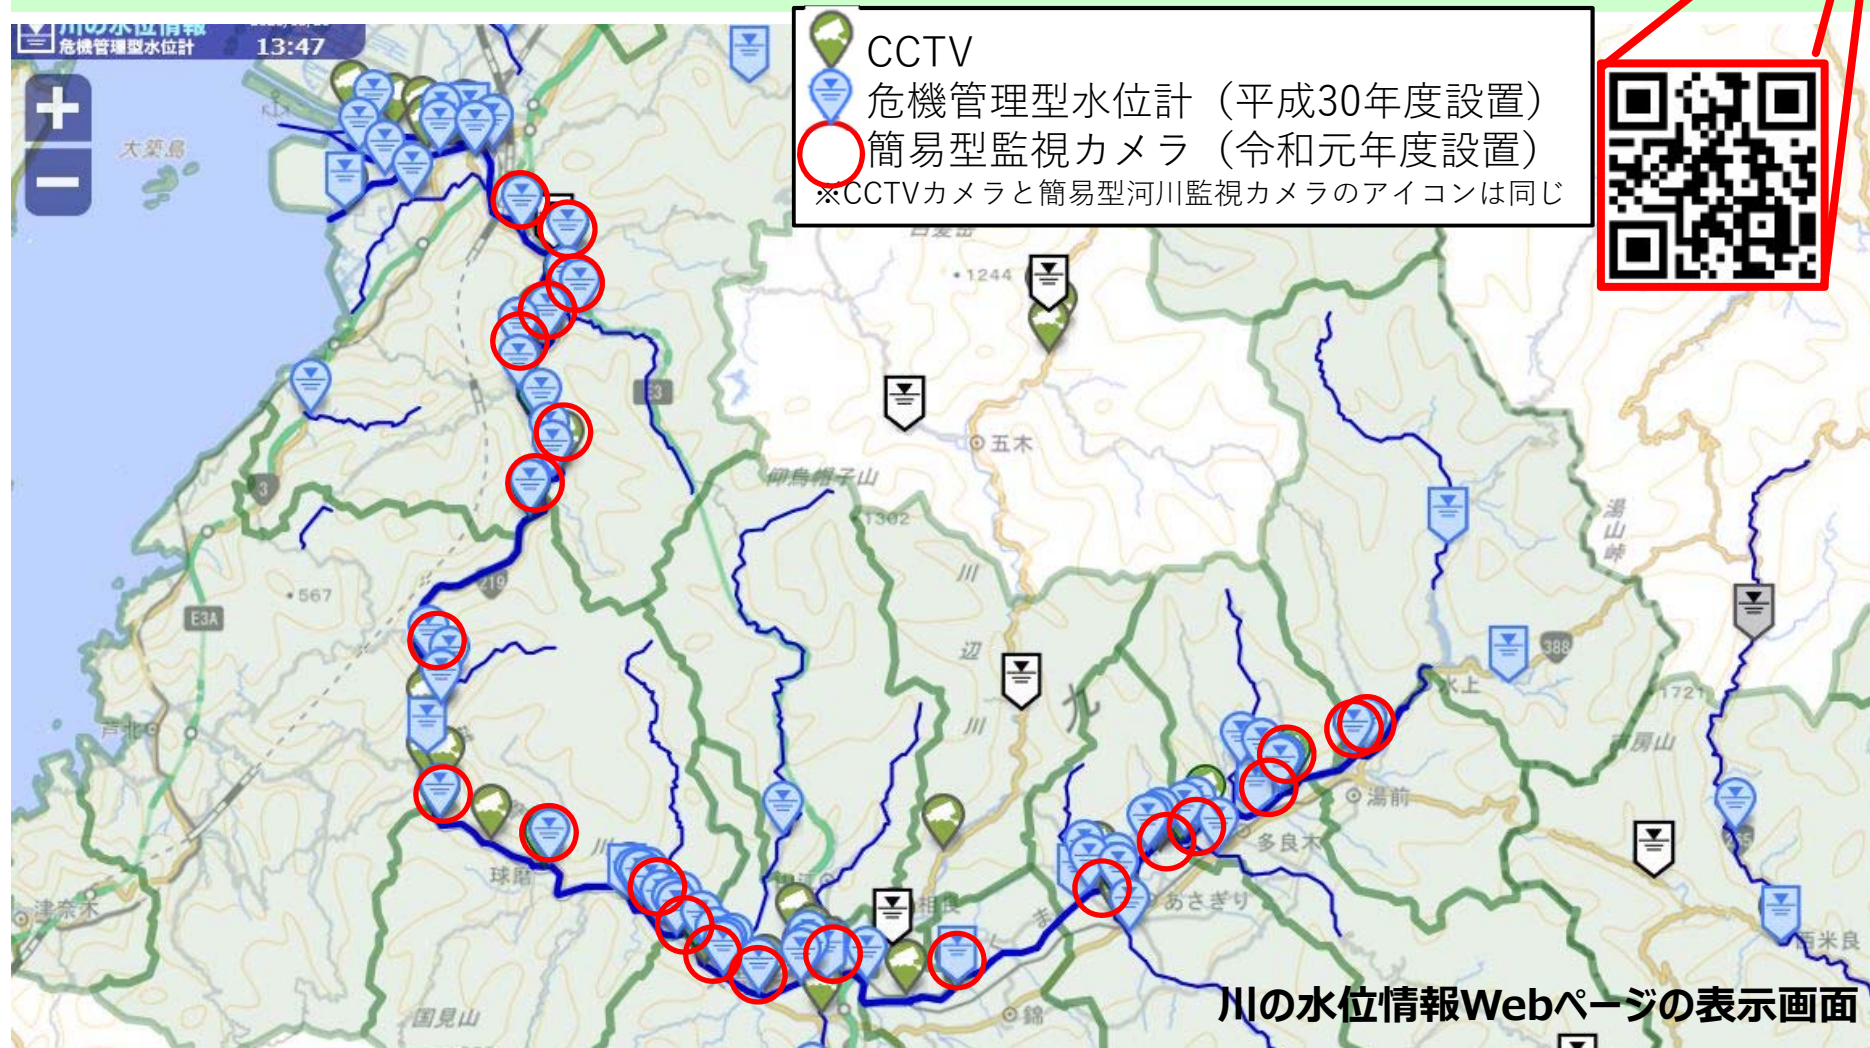 川の水位情報
危機管理型水位計 13:47
CCTV
危機管理型水位計（平成30年度設置）
簡易型監視カメラ（令和元年度設置）
※CCTVカメラと簡易型河川監視カメラのアイコンは同じ
大築島
1244
E3
五木
仰烏帽子山
1302
3
湯山峠
川辺川
219
567
E3A
388
水上
1721
市房山
芦北
九
湯前
多良木
球磨
川
津奈木
相良
あさぎり
西米良
国見山
錦
川の水位情報Webページの表示画面